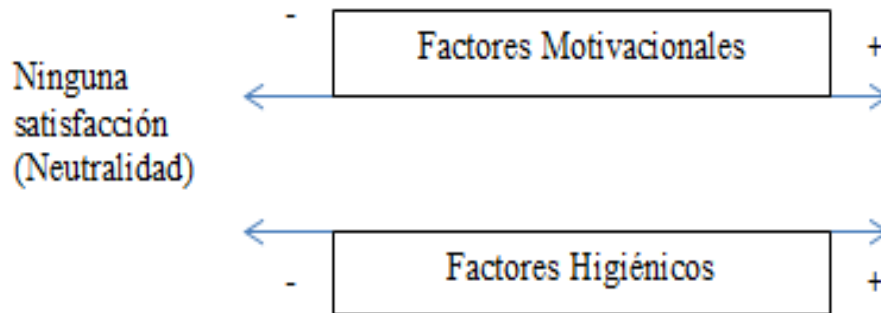 -
Factores Motivacionales
+
Ninguna
satisfacción
(Neutralidad)
-
Factores Higiénicos
+